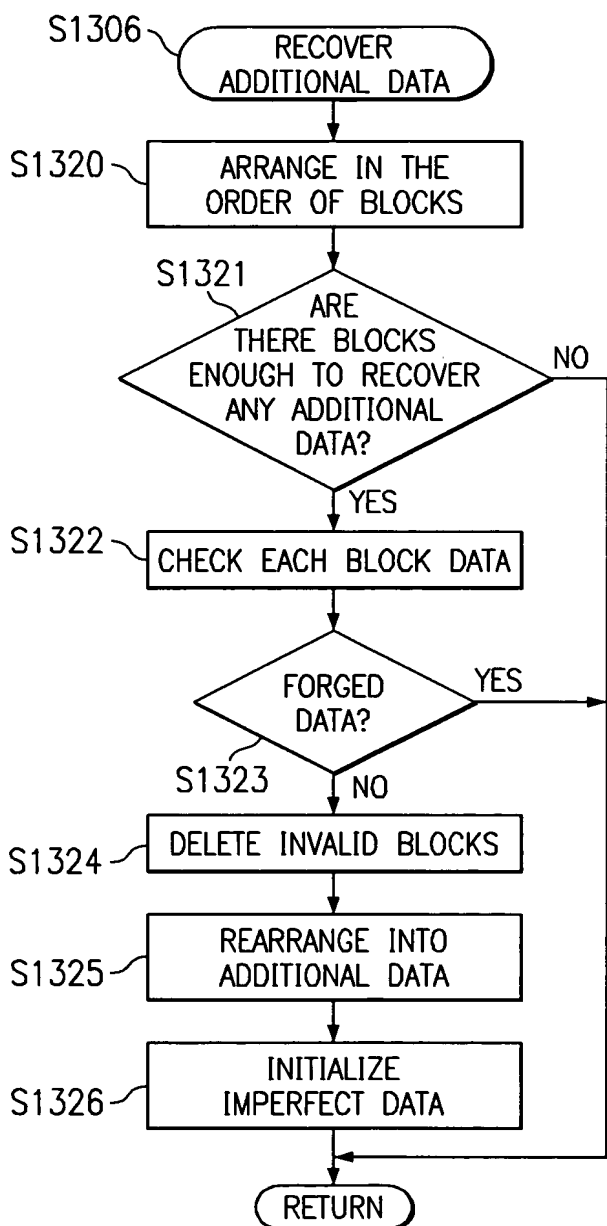 S1306
RECOVER
ADDITIONAL DATA
S1320
ARRANGE IN THE
ORDER OF BLOCKS
S1321
ARE
THERE BLOCKS
ENOUGH TO RECOVER
ANY ADDITIONAL
DATA?
NO
YES
S1322
CHECK EACH BLOCK DATA
FORGED
DATA?
YES
S1323
NO
S1324
DELETE INVALID BLOCKS
S1325
REARRANGE INTO
ADDITIONAL DATA
S1326
INITIALIZE
IMPERFECT DATA
RETURN